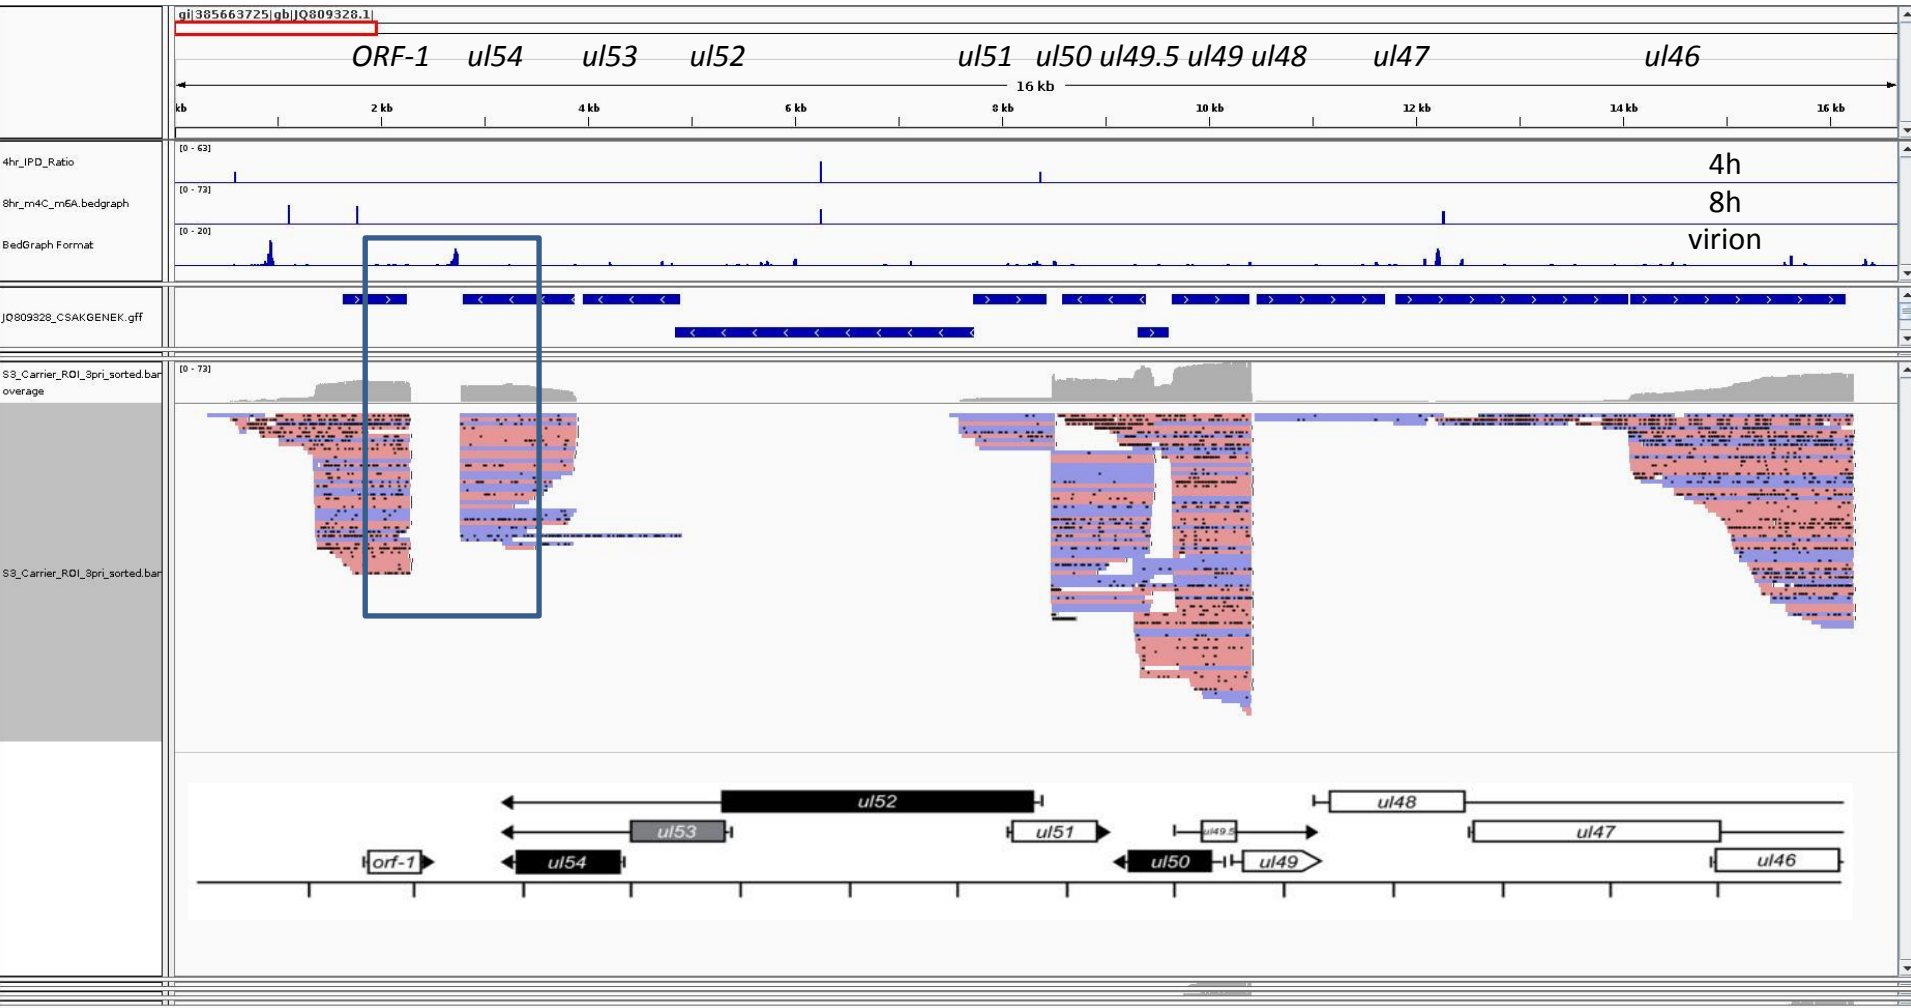 gi|385663725|gb|JQ809328.1|
ORF-1 ul54 ul53 ul52 ul51 ul50 ul49.5 ul49 ul48 ul47 ul46
16 kb
kb 2 kb 4 kb 6 kb 8 kb 10 kb 12 kb 14 kb 16 kb
[0 - 63]
4hr_IPD_Ratio 4h
[0 - 73]
8hr_m4C_m6A.bedgraph 8h
[0 - 20]
BedGraph Format virion
JQ809328_CSAKGENEK.gff
S3_Carrier_ROI_3pri_sorted.bar [0 - 73]
overage
S3_Carrier_ROI_3pri_sorted.bar
ul52 ul48
ul53 ul51 ul49.5 ul47
orf-1 ul54 ul50 ul49 ul46